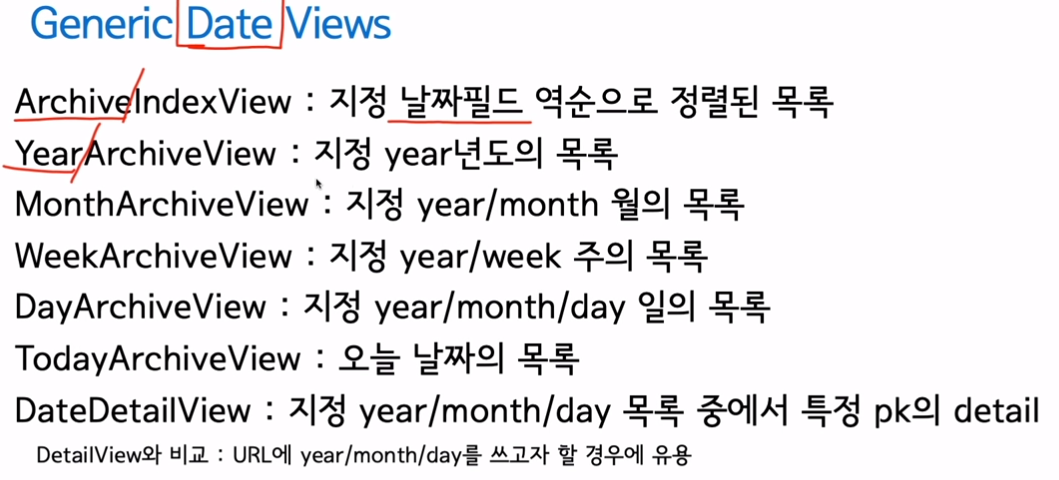 Generic Date Views
ArchiveIndexView : 지정 날짜필드 역순으로 정렬된 목록
YearArchiveView : 지정 year년도의 목록
MonthArchiveView : 지정 year/month 월의 목록
WeekArchiveView : 지정 year/week 주의 목록
DayArchiveView : 지정 year/month/day 일의 목록
TodayArchiveView : 오늘 날짜의 목록
DateDetailView : 지정 year/month/day 목록 중에서 특정 pk의 detail
DetailView와 비교 : URL에 year/month/day를 쓰고자 할 경우에 유용